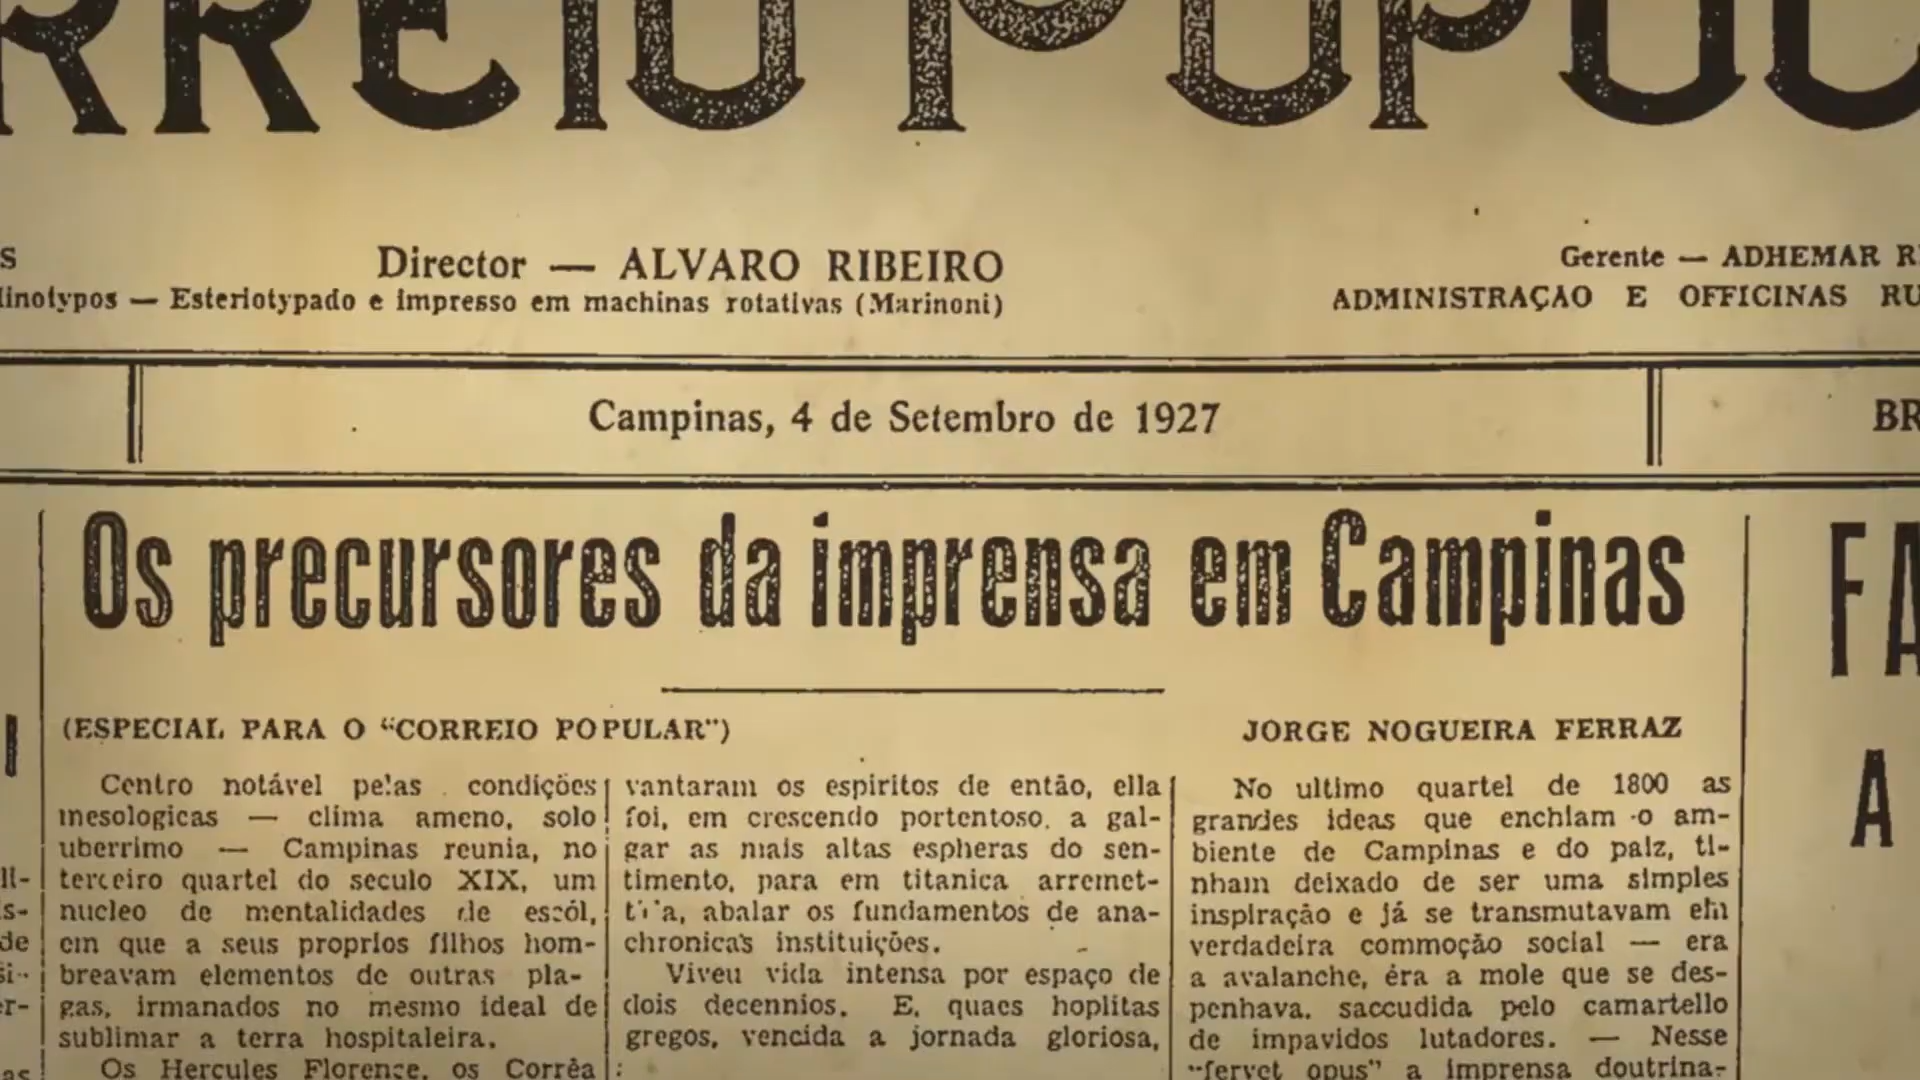 RREIO POPUL
s
Director — ALVARO RIBEIRO
Gerente — ADHEMAR R
linotypos — Esteriotypado e impresso em machinas rotativas (Marinoni)
ADMINISTRAÇÃO E OFFICINAS RU
Campinas, 4 de Setembro de 1927
BR
Os precursores da imprensa em Campinas
FA
A
(ESPECIAL PARA O “CORREIO POPULAR”)
JORGE NOGUEIRA FERRAZ
Centro notável pelas condições
mesologicas — clima ameno, solo
uberrimo — Campinas reunia, no
terceiro quartel do seculo XIX, um
nucleo de mentalidades de escól,
em que a seus proprios filhos hom-
breavam elementos de outras pla-
gas, irmanados no mesmo ideal de
sublimar a terra hospitaleira.
Os Hercules Florence, os Corrêa
vantaram os espiritos de então, ella
foi, em crescendo portentoso, a gal-
gar as mais altas espheras do sen-
timento, para em titanica arremet-
tida, abalar os fundamentos de ana-
chronicas instituições.
Viveu vida intensa por espaço de
dois decennios. E, quaes hoplitas
gregos, vencida a jornada gloriosa,
No ultimo quartel de 1800 as
grandes ideas que enchiam o am-
biente de Campinas e do paiz, ti-
nham deixado de ser uma simples
inspiração e já se transmutavam em
verdadeira commoção social — era
a avalanche, éra a mole que se des-
penhava, saccudida pelo camartello
de impavidos lutadores. — Nesse
“fervet opus” a imprensa doutrina-